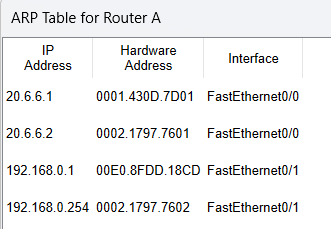 ARP Table for Router A
IP Address Hardware Address Interface
20.6.6.1 0001.430D.7D01 FastEthernet0/0
20.6.6.2 0002.1797.7601 FastEthernet0/0
192.168.0.1 00E0.8FDD.18CD FastEthernet0/1
192.168.0.254 0002.1797.7602 FastEthernet0/1